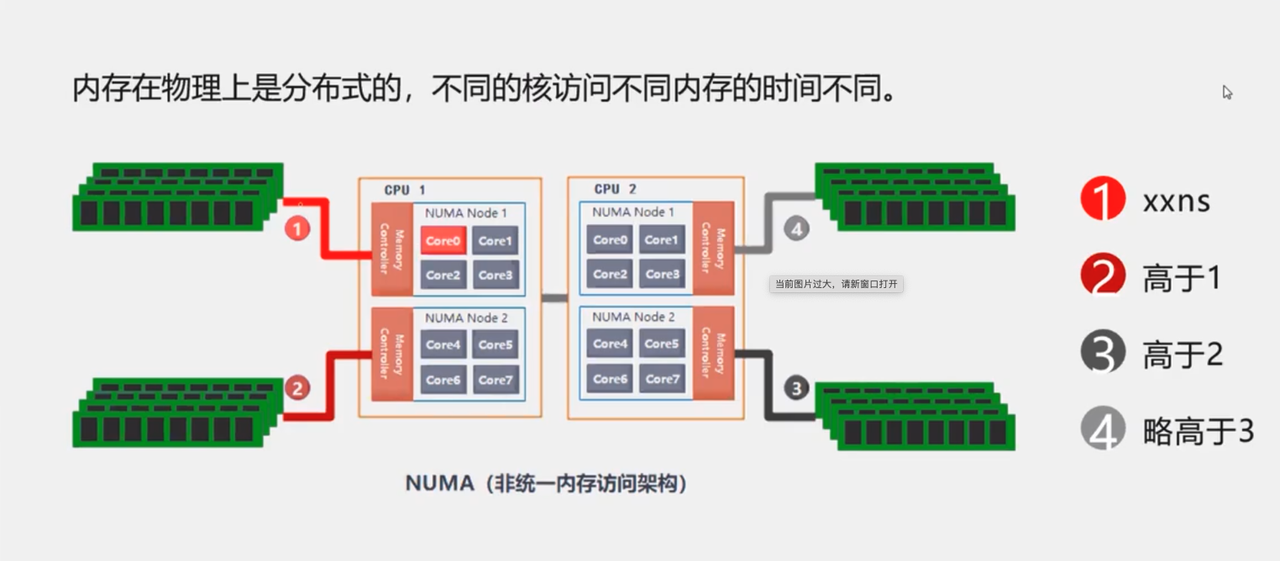 内存在物理上是分布式的，不同的核访问不同内存的时间不同。
CPU 1
NUMA Node 1
Memory Controller
Core0 Core1
Core2 Core3
NUMA Node 2
Memory Controller
Core4 Core5
Core6 Core7
CPU 2
NUMA Node 1
Core0 Core1
Core2 Core3
Memory Controller
NUMA Node 2
Core4 Core5
Core6 Core7
Memory Controller
1
2
4
3
当前图片过大，请新窗口打开
1 xxns
2 高于1
3 高于2
4 略高于3
NUMA（非统一内存访问架构）